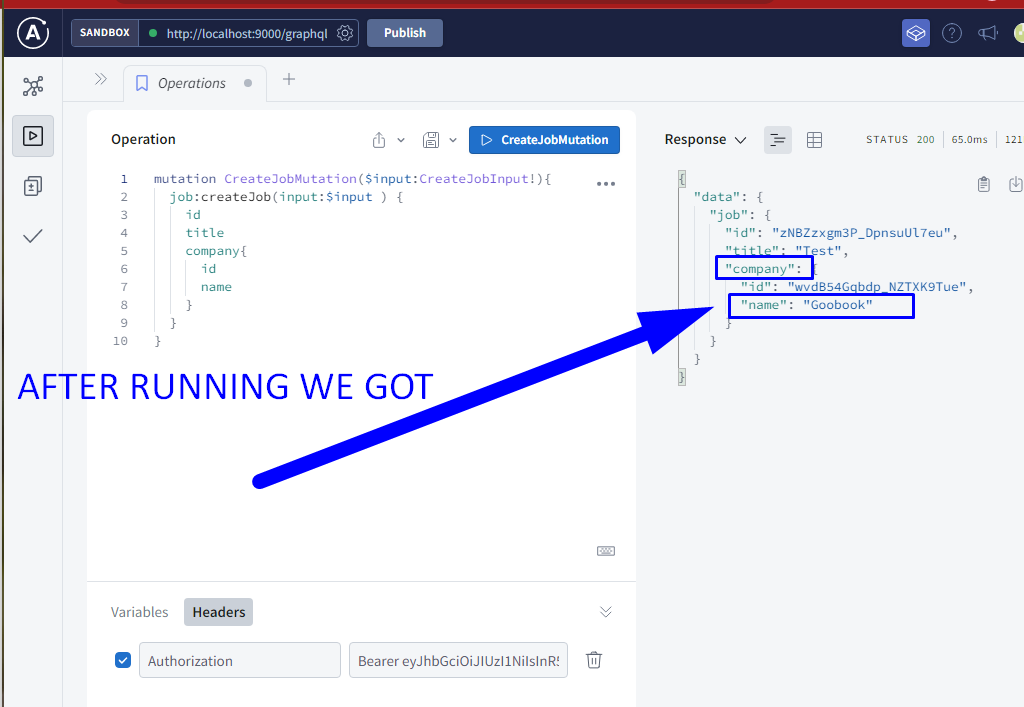 SANDBOX http://localhost:9000/graphql Publish
Operations
Operation CreateJobMutation
1 mutation CreateJobMutation($input:CreateJobInput!){
2 job:createJob(input:$input ) {
3 id
4 title
5 company{
6 id
7 name
8 }
9 }
10 }
AFTER RUNNING WE GOT
Variables Headers
Authorization Bearer eyJhbGciOiJIUzI1NiIsInR5
Response STATUS 200 65.0ms 121
{
"data": {
"job": {
"id": "zNBZzxgm3P_DpnsuUl7eu",
"title": "Test",
"company": {
"id": "wvdB54Gqbdp_NZTXK9Tue",
"name": "Goobook"
}
}
}
}